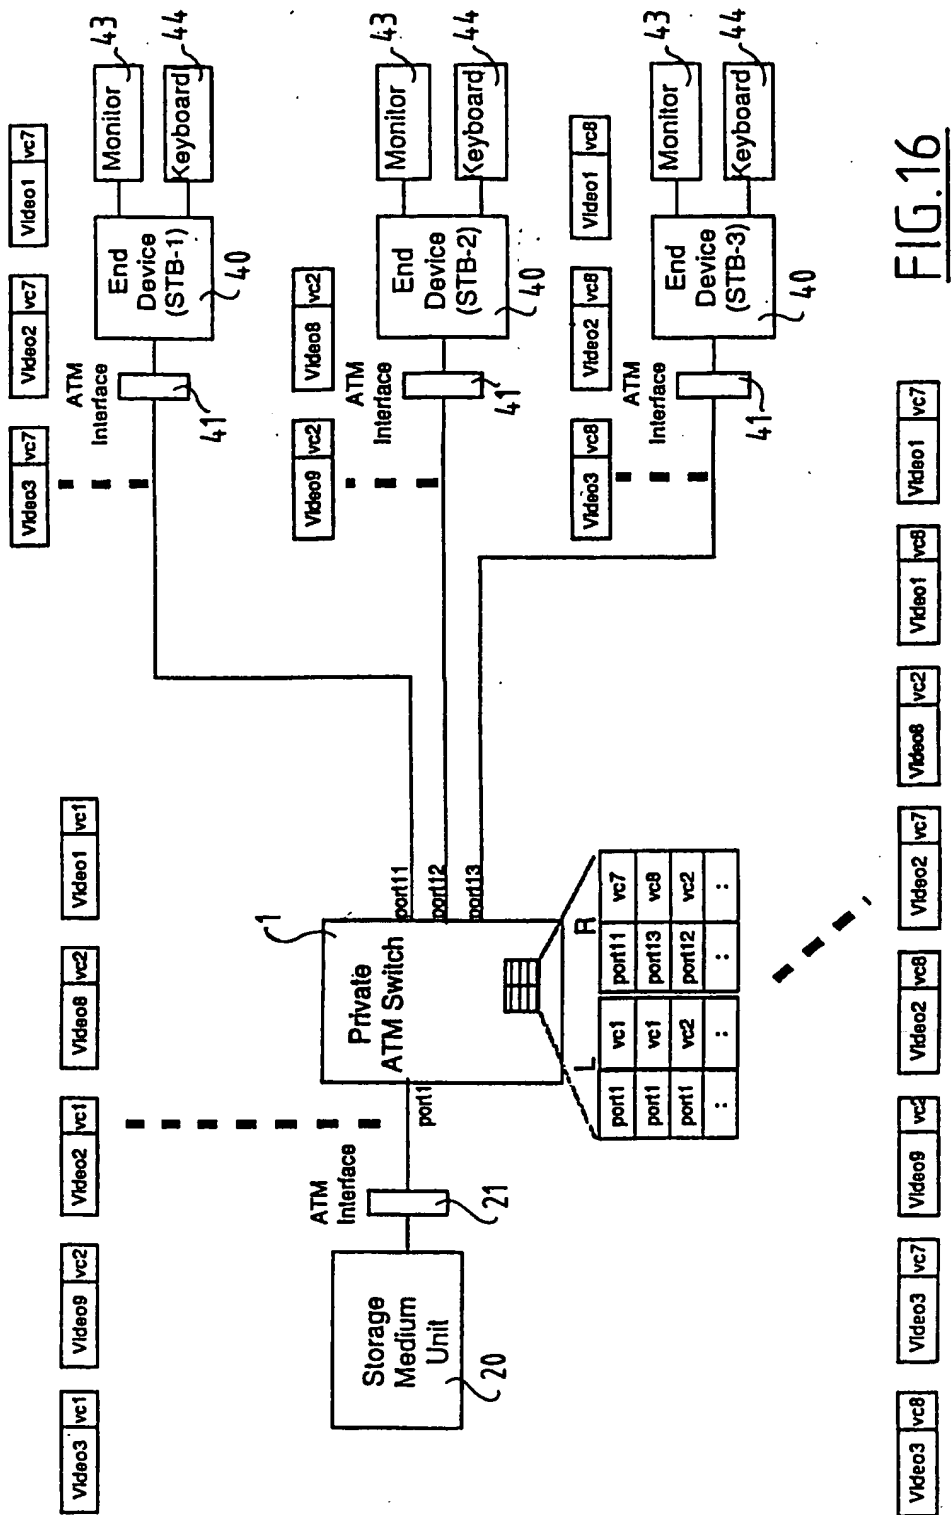 Video3 vc1
Video9 vc2
Video2 vc1
Video8 vc2
Video1 vc1
Video3 vc7
Video2 vc7
Video1 vc7
ATM
Interface
41
End
Device
(STB-1)
40
Monitor
43
Keyboard
44
Video9 vc2
Video8 vc2
ATM
Interface
41
End
Device
(STB-2)
40
Monitor
43
Keyboard
44
Video3 vc8
Video2 vc8
Video1 vc8
ATM
Interface
41
End
Device
(STB-3)
40
Monitor
43
Keyboard
44
Storage
Medium
Unit
20
ATM
Interface
21
port1
Private
ATM Switch
1
port11
port12
port13
L R
port1 vc1 port11 vc7
port1 vc1 port13 vc8
port1 vc2 port12 vc2
: : : :
Video3 vc8
Video3 vc7
Video9 vc2
Video2 vc8
Video2 vc7
Video8 vc2
Video1 vc8
Video1 vc7
FIG.16